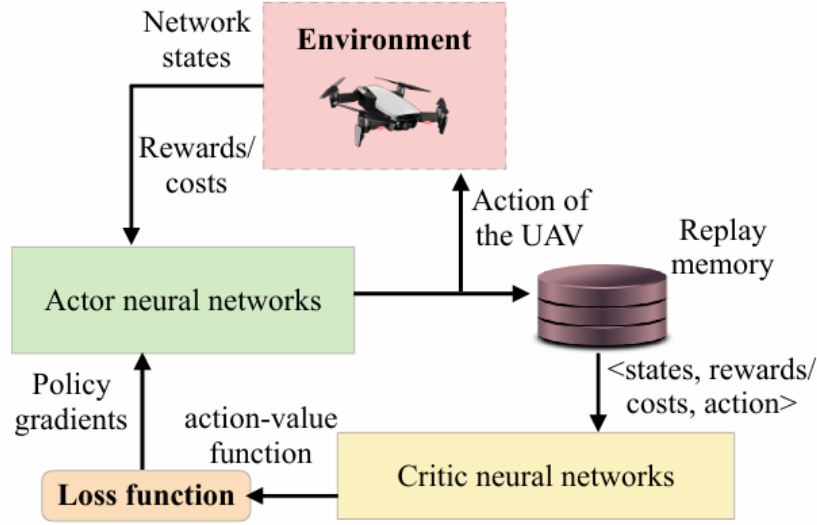 Network
states
Environment
Rewards/
costs
Action of
the UAV
Replay
memory
Actor neural networks
<states, rewards/
costs, action>
Policy
gradients
action-value
function
Critic neural networks
Loss function